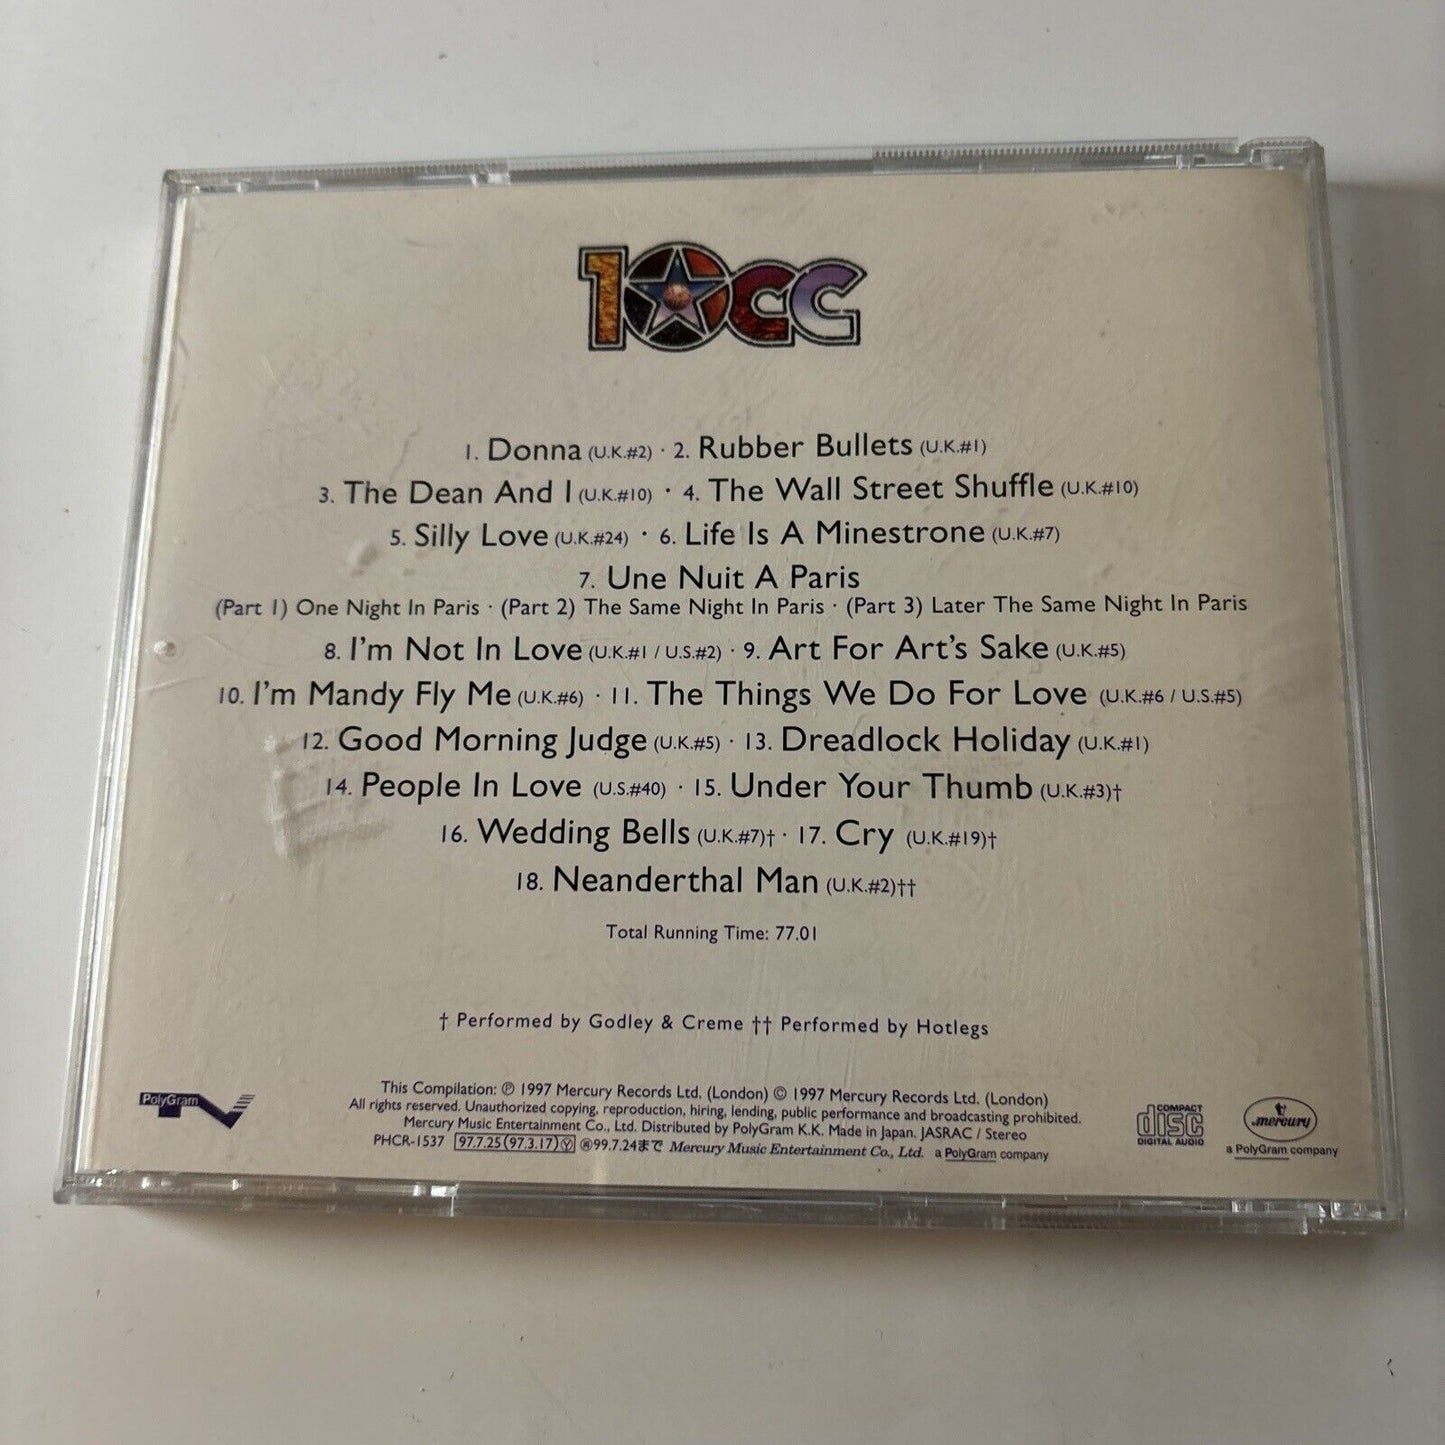 10cc
1. Donna (U.K.#2) · 2. Rubber Bullets (U.K.#1)
3. The Dean And I (U.K.#10) · 4. The Wall Street Shuffle (U.K.#10)
5. Silly Love (U.K.#24) · 6. Life Is A Minestrone (U.K.#7)
7. Une Nuit A Paris
(Part 1) One Night In Paris · (Part 2) The Same Night In Paris · (Part 3) Later The Same Night In Paris
8. I'm Not In Love (U.K.#1 / U.S.#2) · 9. Art For Art's Sake (U.K.#5)
10. I'm Mandy Fly Me (U.K.#6) · 11. The Things We Do For Love (U.K.#6 / U.S.#5)
12. Good Morning Judge (U.K.#5) · 13. Dreadlock Holiday (U.K.#1)
14. People In Love (U.S.#40) · 15. Under Your Thumb (U.K.#3)†
16. Wedding Bells (U.K.#7)† · 17. Cry (U.K.#19)†
18. Neanderthal Man (U.K.#2)††
Total Running Time: 77.01
† Performed by Godley & Creme †† Performed by Hotlegs
PolyGram
This Compilation: ℗ 1997 Mercury Records Ltd. (London) © 1997 Mercury Records Ltd. (London)
All rights reserved. Unauthorized copying, reproduction, hiring, lending, public performance and broadcasting prohibited.
Mercury Music Entertainment Co., Ltd. Distributed by PolyGram K.K. Made in Japan. JASRAC / Stereo
PHCR-1537 97.7.25 (97.3.17) Ⓨ ㊞99.7.24まで Mercury Music Entertainment Co., Ltd. a PolyGram company
COMPACT
disc
DIGITAL AUDIO
mercury
a PolyGram company